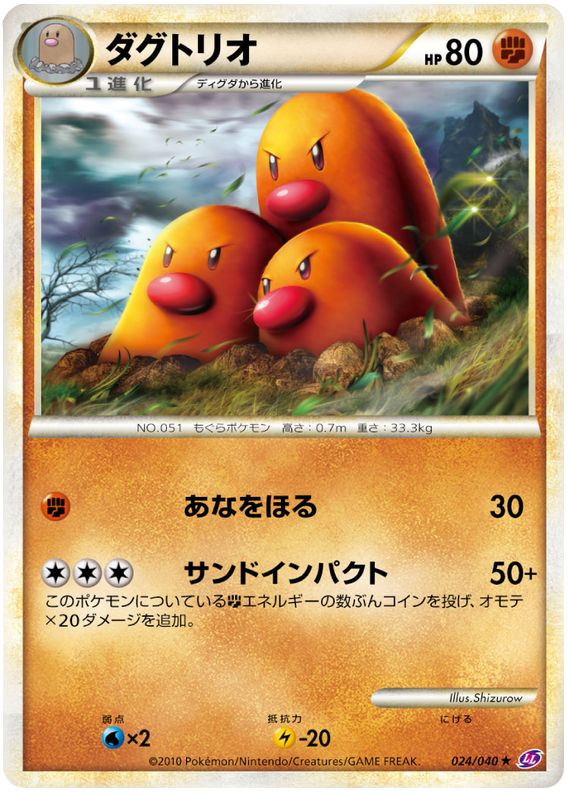 ダグトリオ HP80
1進化 ディグダから進化
NO.051 もぐらポケモン 高さ:0.7m 重さ:33.3kg
あなをほる 30
サンドインパクト 50+
このポケモンについているエネルギーの数ぶんコインを投げ、オモテ
×20ダメージを追加。
Illus.Shizurow
弱点 抵抗力 にげる
×2 -20
©2010 Pokémon/Nintendo/Creatures/GAME FREAK. 024/040★ LL